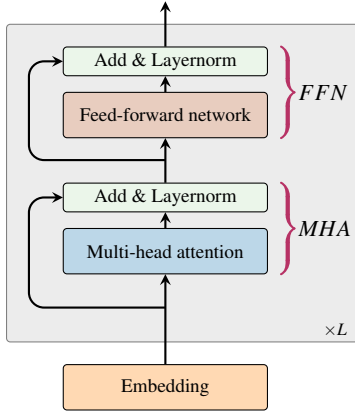 Add & Layernorm
Feed-forward network
FFN
Add & Layernorm
Multi-head attention
MHA
×L
Embedding